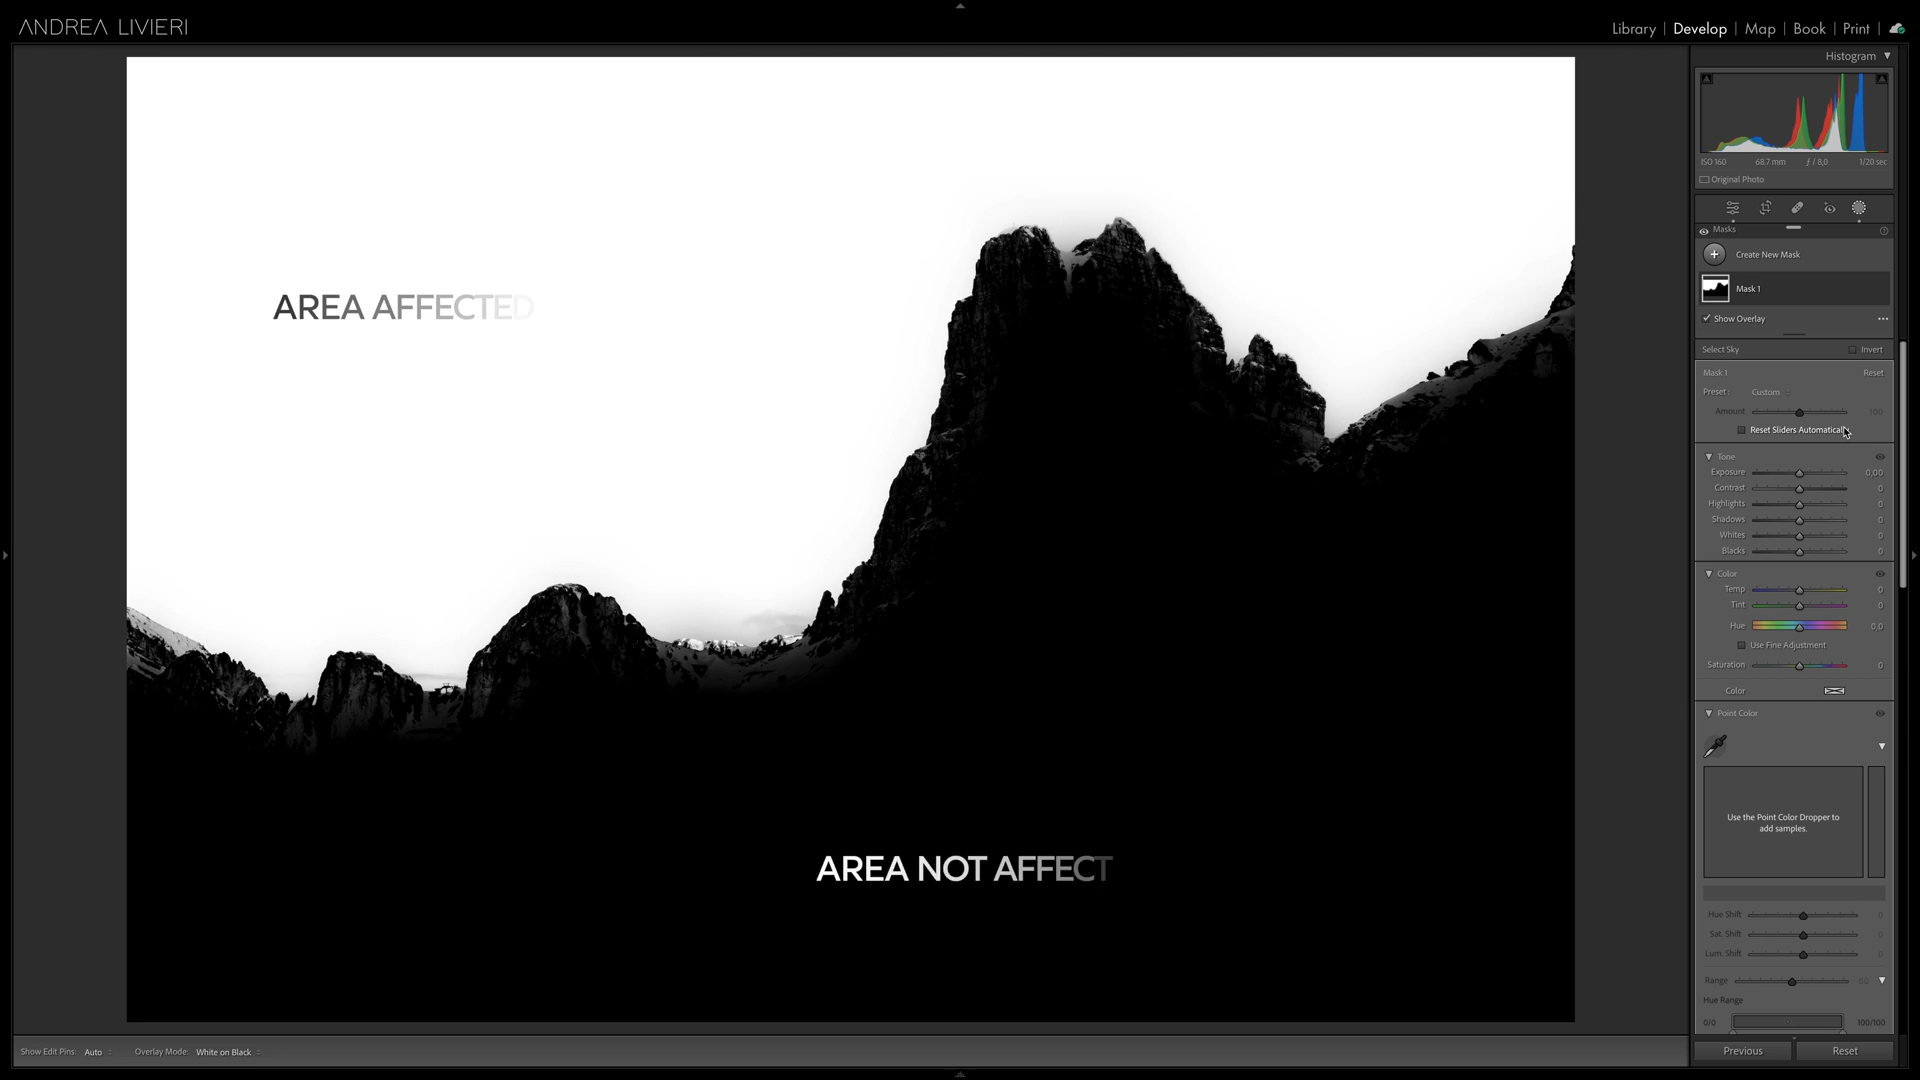 ANDREA LIVIERI
Library | Develop | Map | Book | Print
Histogram
ISO 160 68.7 mm ƒ / 8,0 1/20 sec
Original Photo
Masks
Create New Mask
Mask 1
Show Overlay
Select Sky Invert
Mask 1 Reset
Preset : Custom
Amount 100
Reset Sliders Automatically
Tone
Exposure 0,00
Contrast 0
Highlights 0
Shadows 0
Whites 0
Blacks 0
Color
Temp 0
Tint 0
Hue 0,0
Use Fine Adjustment
Saturation 0
Color
Point Color
Use the Point Color Dropper to
add samples.
Hue Shift 0
Sat. Shift 0
Lum. Shift 0
Range 50
Hue Range
0/0 100/100
Previous Reset
AREA AFFECTED
AREA NOT AFFECT
Show Edit Pins: Auto Overlay Mode: White on Black